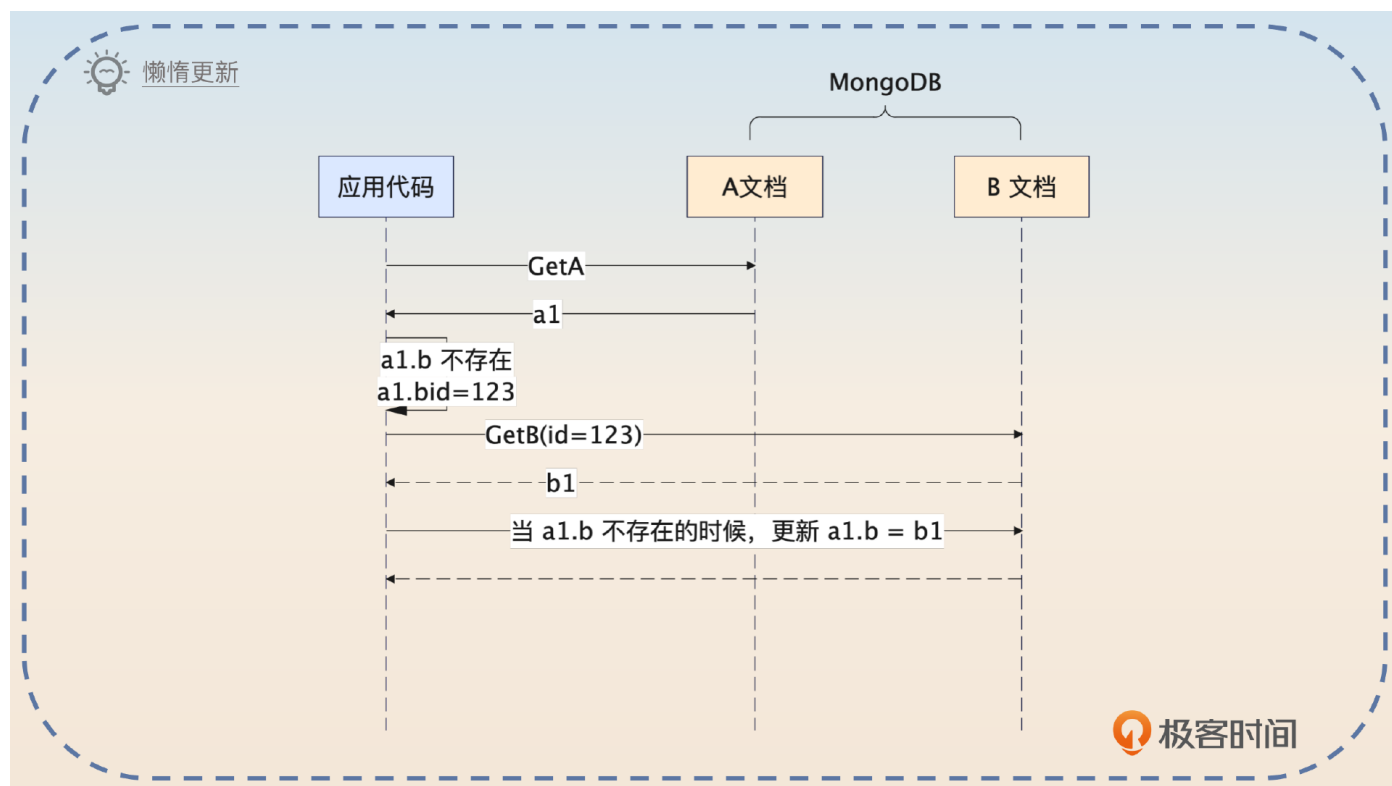 懒惰更新
MongoDB
应用代码
A文档
B 文档
GetA
a1
a1.b 不存在
a1.bid=123
GetB(id=123)
b1
当 a1.b 不存在的时候，更新 a1.b = b1
极客时间